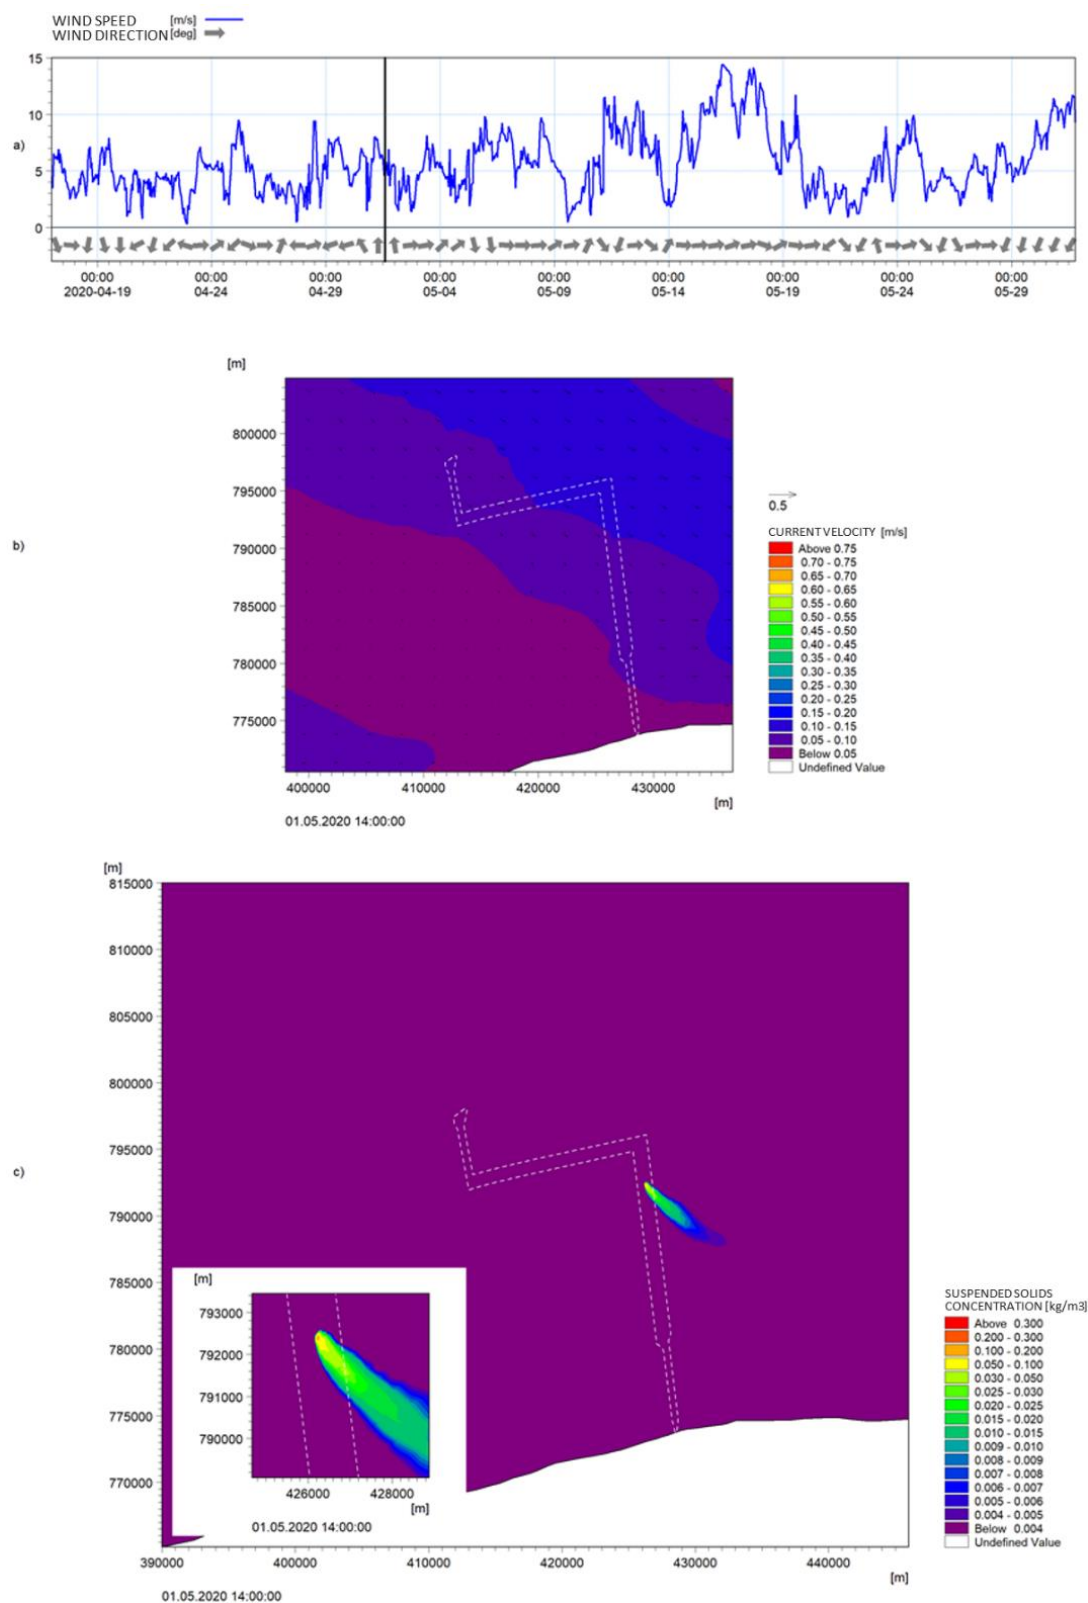 WIND SPEED [m/s]
WIND DIRECTION [deg]
a)
15
10
5
0
00:00 00:00 00:00 00:00 00:00 00:00 00:00 00:00 00:00
2020-04-19 04-24 04-29 05-04 05-09 05-14 05-19 05-24 05-29
[m]
b)
800000
795000
790000
785000
780000
775000
400000 410000 420000 430000
[m]
01.05.2020 14:00:00
0.5
CURRENT VELOCITY [m/s]
Above 0.75
0.70 - 0.75
0.65 - 0.70
0.60 - 0.65
0.55 - 0.60
0.50 - 0.55
0.45 - 0.50
0.40 - 0.45
0.35 - 0.40
0.30 - 0.35
0.25 - 0.30
0.20 - 0.25
0.15 - 0.20
0.10 - 0.15
0.05 - 0.10
Below 0.05
Undefined Value
[m]
c)
815000
810000
805000
800000
795000
790000
785000
780000
775000
770000
390000 400000 410000 420000 430000 440000
[m]
01.05.2020 14:00:00
[m]
793000
792000
791000
790000
426000 428000
[m]
01.05.2020 14:00:00
SUSPENDED SOLIDS
CONCENTRATION [kg/m3]
Above 0.300
0.200 - 0.300
0.100 - 0.200
0.050 - 0.100
0.030 - 0.050
0.025 - 0.030
0.020 - 0.025
0.015 - 0.020
0.010 - 0.015
0.009 - 0.010
0.008 - 0.009
0.007 - 0.008
0.006 - 0.007
0.005 - 0.006
0.004 - 0.005
Below 0.004
Undefined Value